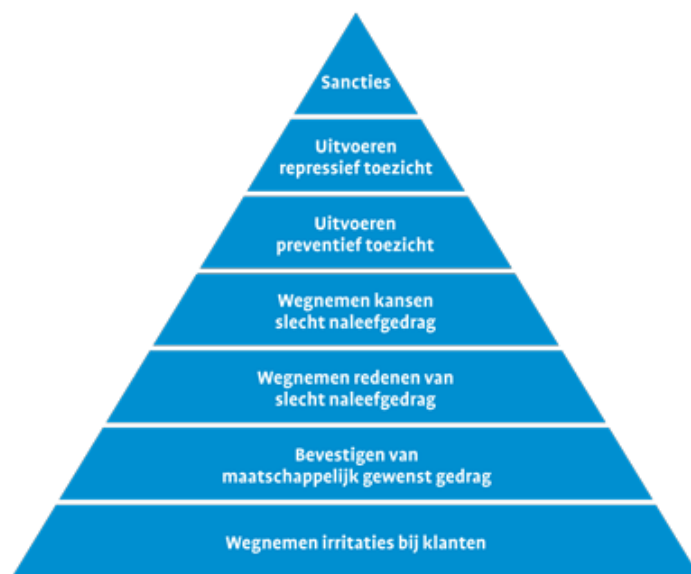 Sancties
Uitvoeren
repressief toezicht
Uitvoeren
preventief toezicht
Wegnemen kansen
slecht naleefgedrag
Wegnemen redenen van
slecht naleefgedrag
Bevestigen van
maatschappelijk gewenst gedrag
Wegnemen irritaties bij klanten